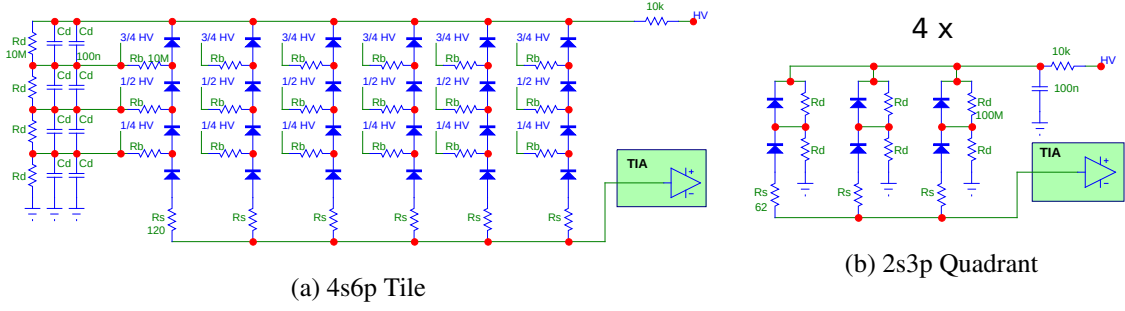 10k
HV
4 x
Rd
10M
Cd
Cd
100n
3/4 HV
3/4 HV
3/4 HV
3/4 HV
3/4 HV
3/4 HV
Rb
10M
Rb
Rb
Rb
Rb
Rb
Rd
Cd
Cd
1/2 HV
1/2 HV
1/2 HV
1/2 HV
1/2 HV
1/2 HV
Rb
Rb
Rb
Rb
Rb
Rb
Rd
Cd
Cd
1/4 HV
1/4 HV
1/4 HV
1/4 HV
1/4 HV
1/4 HV
Rb
Rb
Rb
Rb
Rb
Rb
Rd
Cd
Cd
Rs
120
Rs
Rs
Rs
Rs
Rs
TIA
+
−
(a) 4s6p Tile
10k
HV
100n
Rd
Rd
Rd
100M
Rd
Rd
Rd
Rs
62
Rs
Rs
TIA
+
−
(b) 2s3p Quadrant